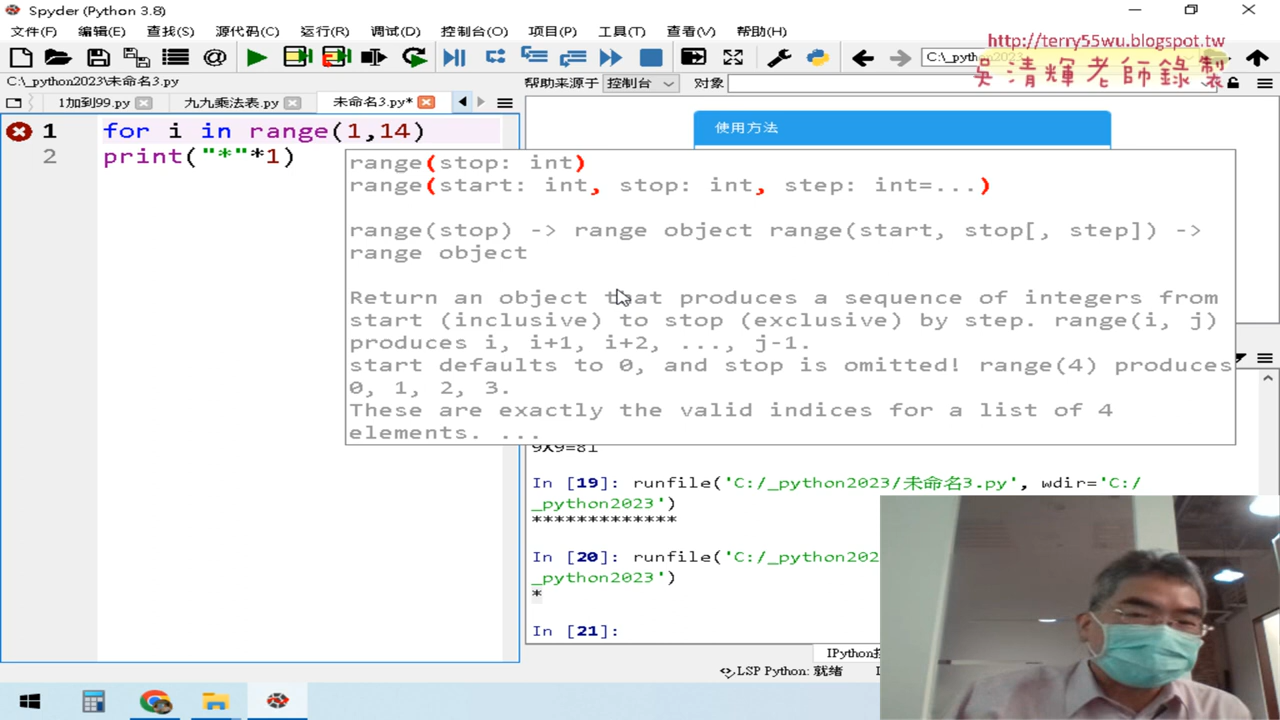 Spyder (Python 3.8)
文件(F) 编辑(E) 查找(S) 源代码(C) 运行(R) 调试(D) 控制台(O) 项目(P) 工具(T) 查看(V) 帮助(H)
http://terry55wu.blogspot.tw
吳清輝老師錄製
C:\_python2023\未命名3.py
帮助来源于 控制台 对象
1加到99.py 九九乘法表.py 未命名3.py*
1 for i in range(1,14)
2 print("*"*1)
使用方法
range(stop: int)
range(start: int, stop: int, step: int=...)
range(stop) -> range object range(start, stop[, step]) ->
range object
Return an object that produces a sequence of integers from
start (inclusive) to stop (exclusive) by step. range(i, j)
produces i, i+1, i+2, ..., j-1.
start defaults to 0, and stop is omitted! range(4) produces
0, 1, 2, 3.
These are exactly the valid indices for a list of 4
elements. ...
9X9=81
In [19]: runfile('C:/_python2023/未命名3.py', wdir='C:/
_python2023')
*************
In [20]: runfile('C:/_python202
_python2023')
*
In [21]:
LSP Python: 就绪